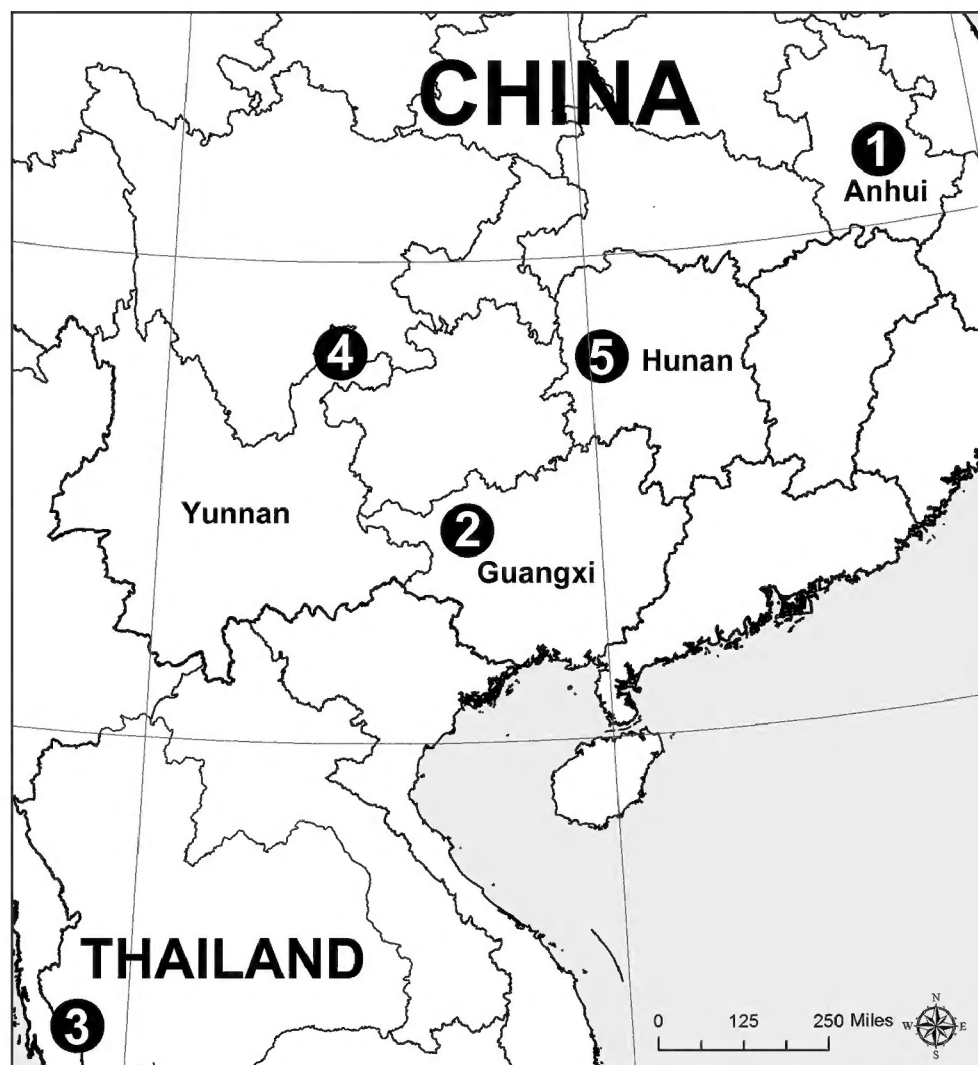 CHINA
1
Anhui
4
5 Hunan
Yunnan
2
Guangxi
THAILAND
3
0 125 250 Miles
N
W E
S